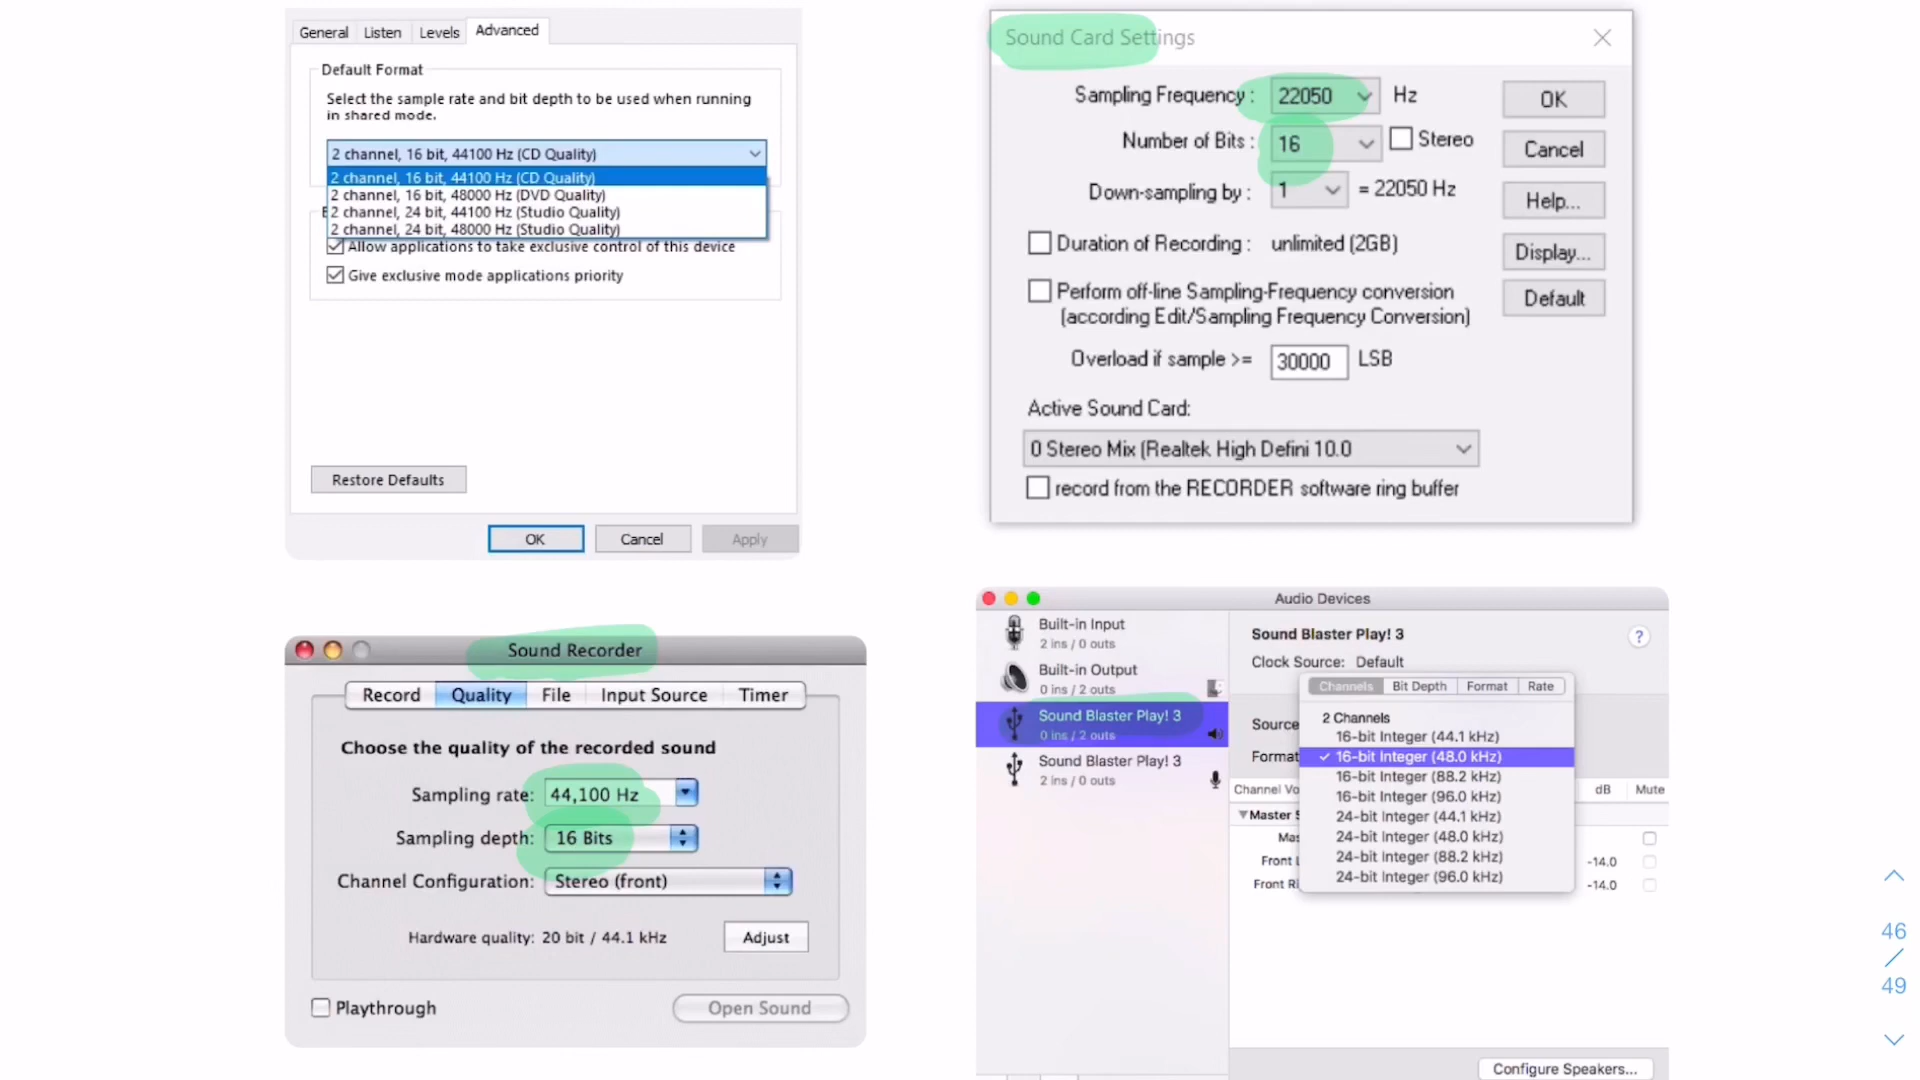 General Listen Levels Advanced
Default Format
Select the sample rate and bit depth to be used when running
in shared mode.
2 channel, 16 bit, 44100 Hz (CD Quality)
2 channel, 16 bit, 44100 Hz (CD Quality)
2 channel, 16 bit, 48000 Hz (DVD Quality)
2 channel, 24 bit, 44100 Hz (Studio Quality)
2 channel, 24 bit, 48000 Hz (Studio Quality)
Allow applications to take exclusive control of this device
Give exclusive mode applications priority
Restore Defaults
OK Cancel Apply
Sound Card Settings
Sampling Frequency : 22050 Hz OK
Number of Bits : 16 Stereo Cancel
Down-sampling by : 1 = 22050 Hz Help...
Duration of Recording : unlimited (2GB) Display...
Perform off-line Sampling-Frequency conversion Default
(according Edit/Sampling Frequency Conversion)
Overload if sample >= 30000 LSB
Active Sound Card:
0 Stereo Mix (Realtek High Defini 10.0
record from the RECORDER software ring buffer
Sound Recorder
Record Quality File Input Source Timer
Choose the quality of the recorded sound
Sampling rate: 44,100 Hz
Sampling depth: 16 Bits
Channel Configuration: Stereo (front)
Hardware quality: 20 bit / 44.1 kHz Adjust
Playthrough Open Sound
Audio Devices
Built-in Input
2 ins / 0 outs
Built-in Output
0 ins / 2 outs
Sound Blaster Play! 3
0 ins / 2 outs
Sound Blaster Play! 3
2 ins / 0 outs
Sound Blaster Play! 3 ?
Clock Source: Default
Channels Bit Depth Format Rate
Source
Format
2 Channels
16-bit Integer (44.1 kHz)
✓ 16-bit Integer (48.0 kHz)
16-bit Integer (88.2 kHz)
16-bit Integer (96.0 kHz)
24-bit Integer (44.1 kHz)
24-bit Integer (48.0 kHz)
24-bit Integer (88.2 kHz)
24-bit Integer (96.0 kHz)
Channel Vo dB Mute
Master S
Mas
Front L -14.0
Front Ri -14.0
Configure Speakers...
46
/
49